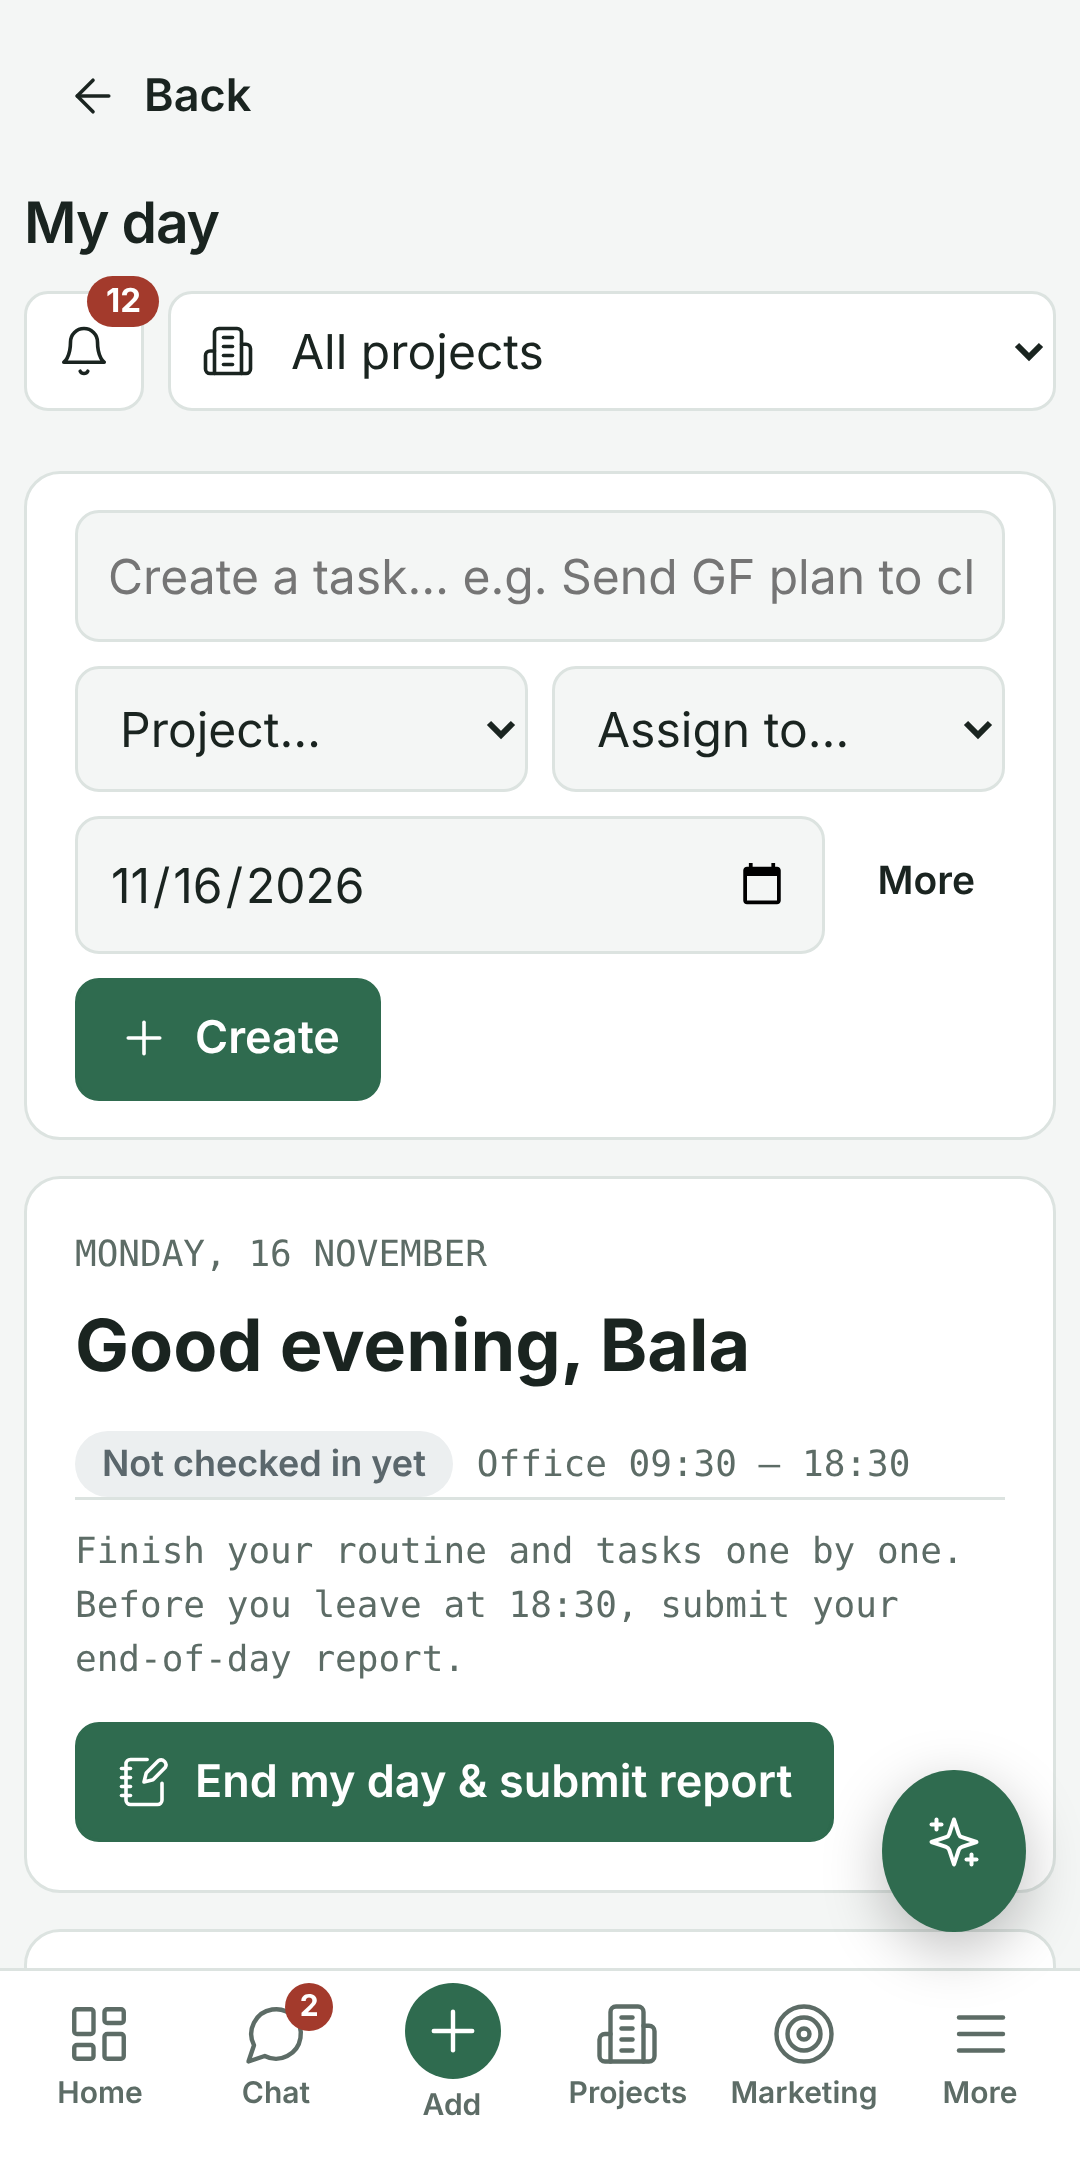 Back
My day
12
All projects
Create a task... e.g. Send GF plan to cl
Project...
Assign to...
11/16/2026
More
Create
MONDAY, 16 NOVEMBER
Good evening, Bala
Not checked in yet
Office 09:30 – 18:30
Finish your routine and tasks one by one.
Before you leave at 18:30, submit your
end-of-day report.
End my day & submit report
2
Home
Chat
Add
Projects
Marketing
More